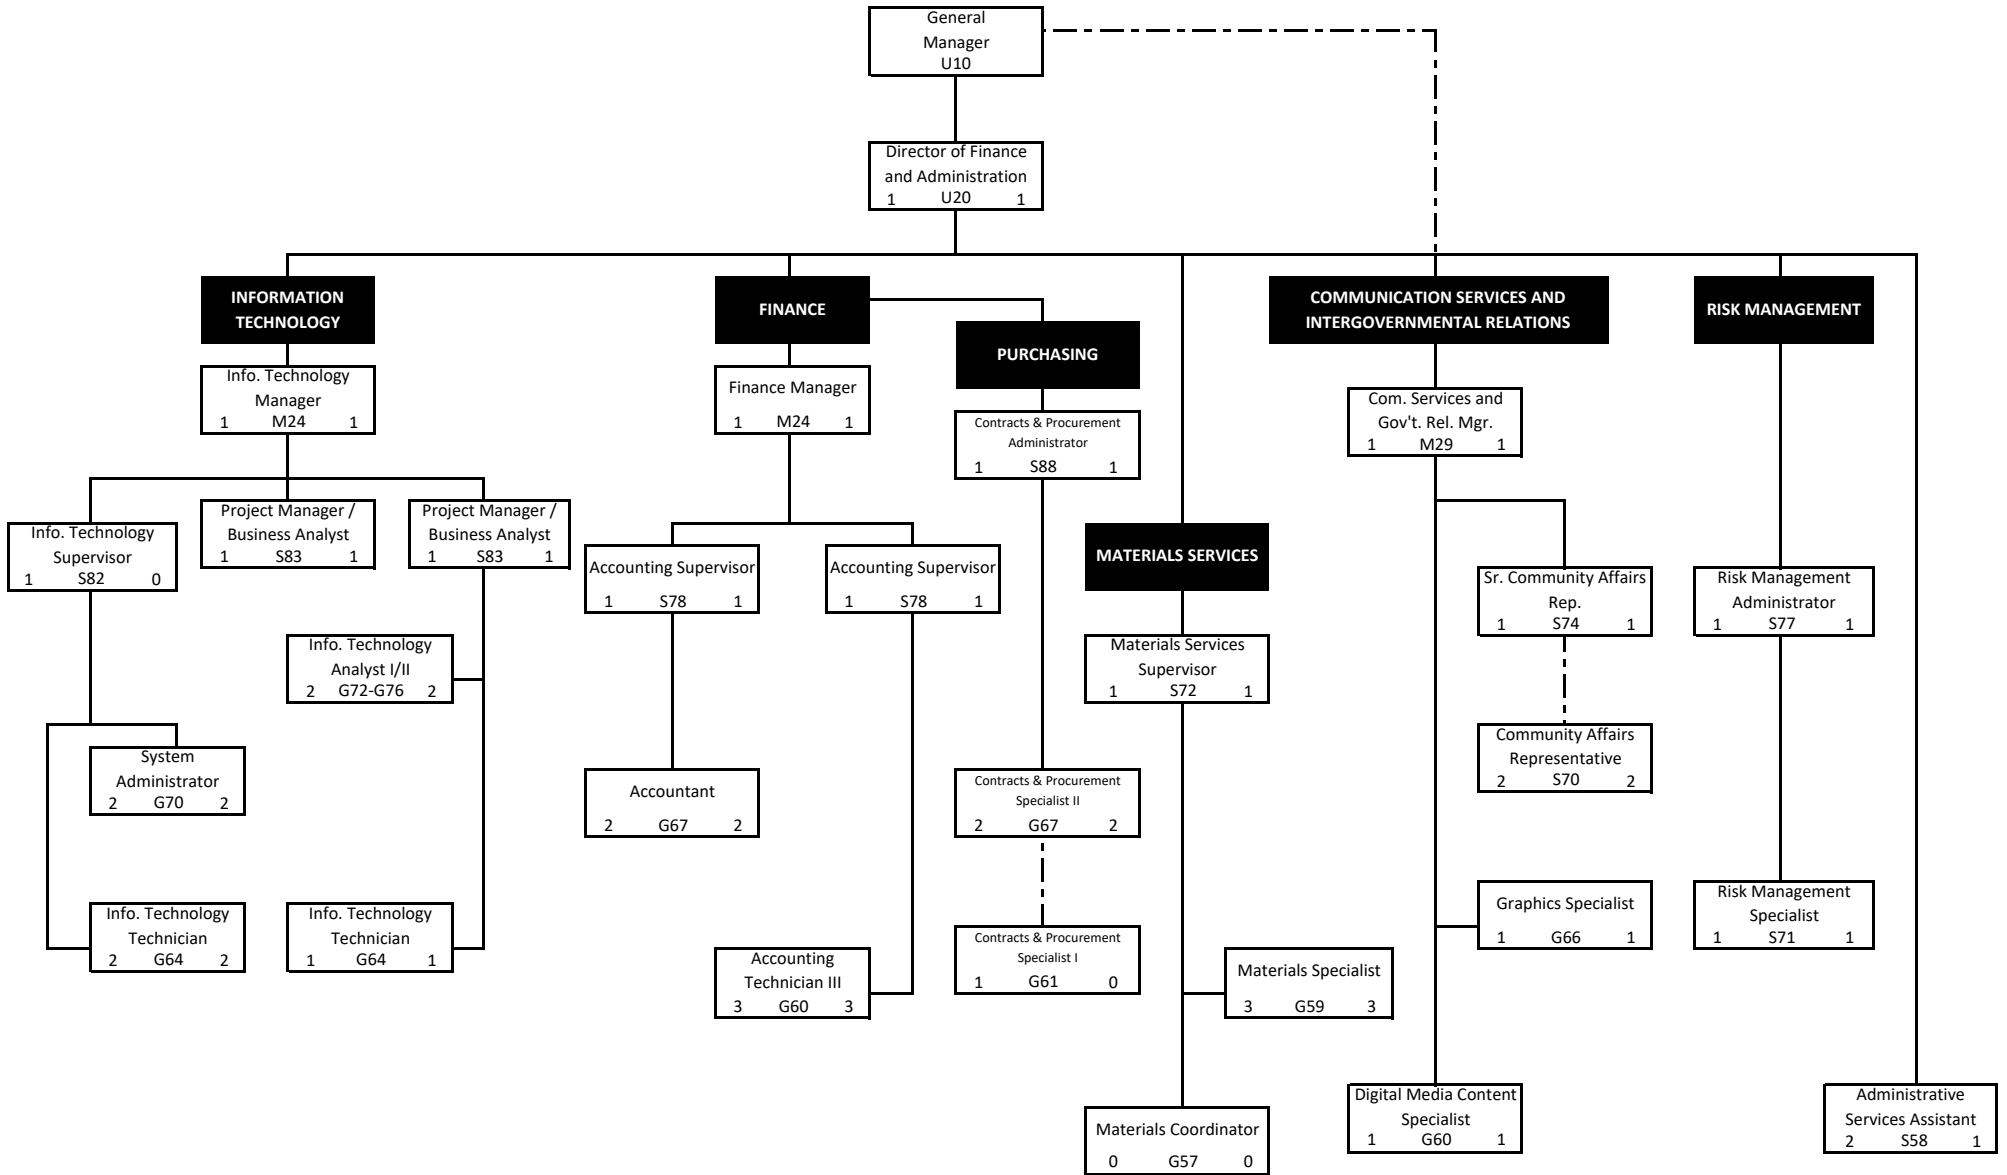 General
Manager
U10
Director of Finance
and Administration
1 U20 1
INFORMATION
TECHNOLOGY
Info. Technology
Manager
1 M24 1
Info. Technology
Supervisor
1 S82 0
Project Manager /
Business Analyst
1 S83 1
Project Manager /
Business Analyst
1 S83 1
Info. Technology
Analyst I/II
2 G72-G76 2
System
Administrator
2 G70 2
Info. Technology
Technician
2 G64 2
Info. Technology
Technician
1 G64 1
FINANCE
Finance Manager
1 M24 1
Accounting Supervisor
1 S78 1
Accounting Supervisor
1 S78 1
Accountant
2 G67 2
Accounting
Technician III
3 G60 3
PURCHASING
Contracts & Procurement
Administrator
1 S88 1
Contracts & Procurement
Specialist II
2 G67 2
Contracts & Procurement
Specialist I
1 G61 0
MATERIALS SERVICES
Materials Services
Supervisor
1 S72 1
Materials Specialist
3 G59 3
Materials Coordinator
0 G57 0
COMMUNICATION SERVICES AND
INTERGOVERNMENTAL RELATIONS
Com. Services and
Gov't. Rel. Mgr.
1 M29 1
Sr. Community Affairs
Rep.
1 S74 1
Community Affairs
Representative
2 S70 2
Graphics Specialist
1 G66 1
Digital Media Content
Specialist
1 G60 1
RISK MANAGEMENT
Risk Management
Administrator
1 S77 1
Risk Management
Specialist
1 S71 1
Administrative
Services Assistant
2 S58 1